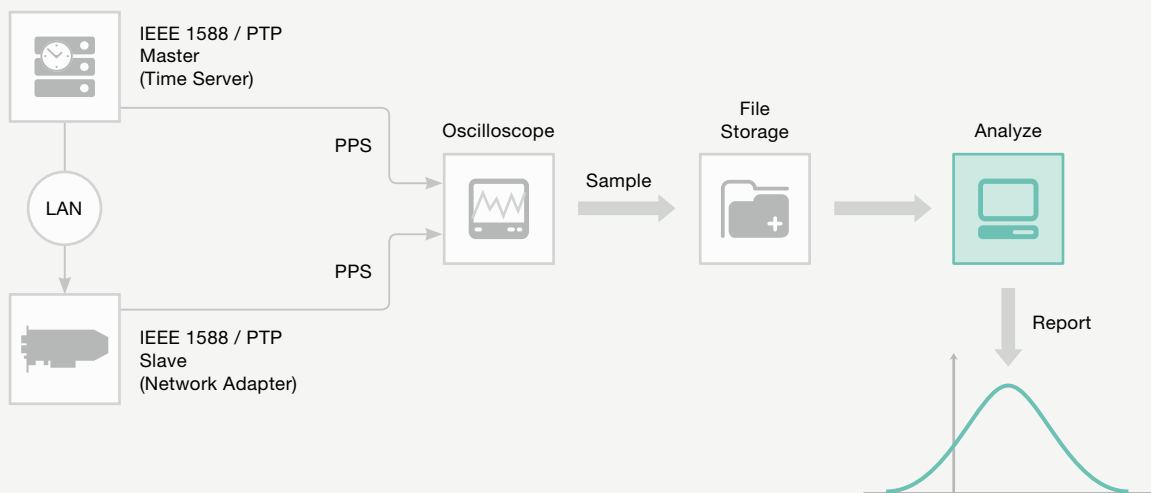 IEEE 1588 / PTP
Master
(Time Server)
PPS
LAN
PPS
IEEE 1588 / PTP
Slave
(Network Adapter)
Oscilloscope
Sample
File
Storage
Analyze
Report